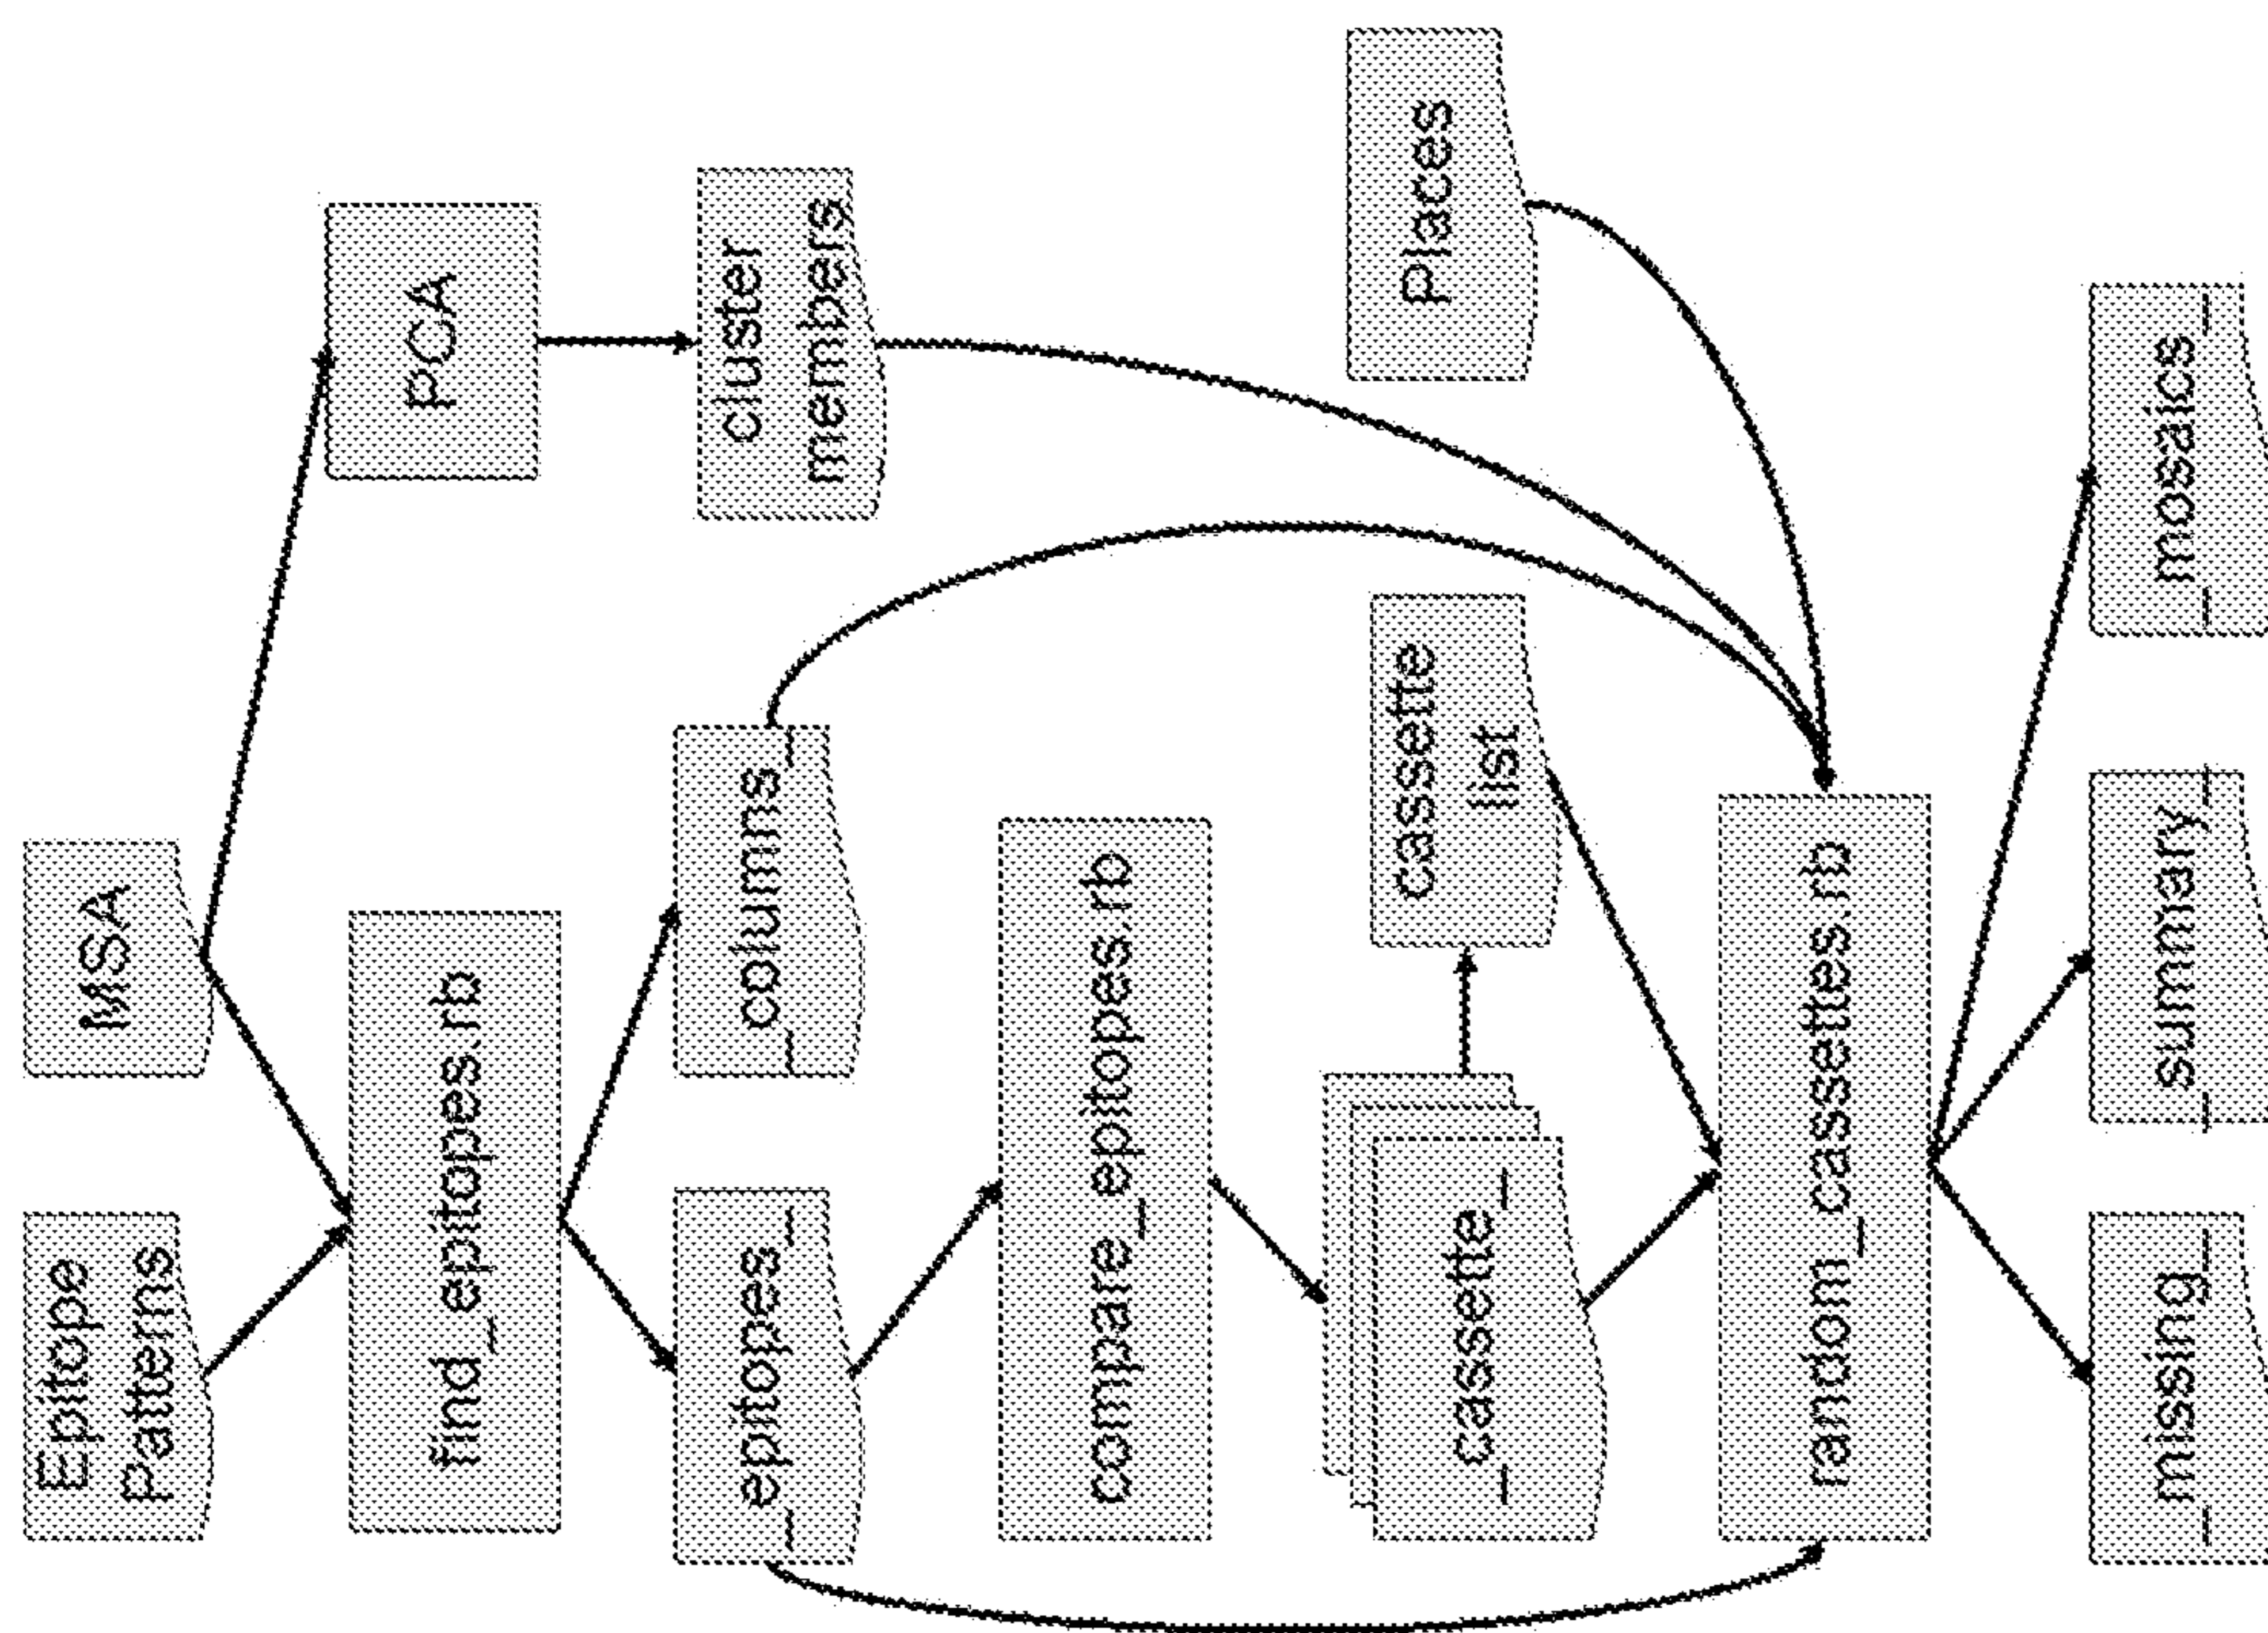 Epitope
Patterns
MSA
find_epitopes.rb
PCA
_epitopes_
_columns_
cluster
members
compare_epitopes.rb
_cassette_
cassette
list
Places
random_cassettes.rb
_missing_
_summary_
_mosaics_